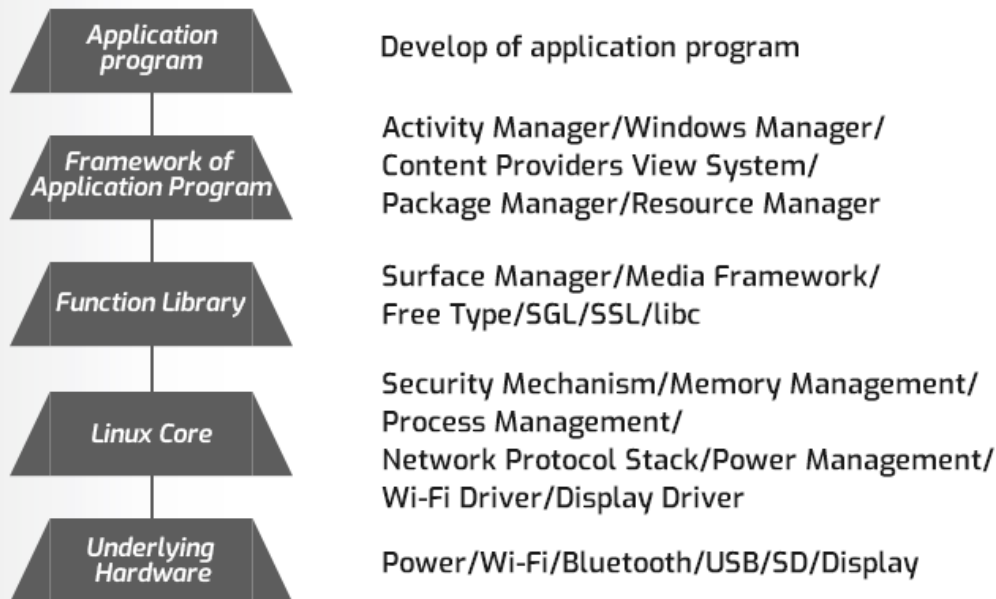 Application
program
Develop of application program
Framework of
Application Program
Activity Manager/Windows Manager/
Content Providers View System/
Package Manager/Resource Manager
Function Library
Surface Manager/Media Framework/
Free Type/SGL/SSL/libc
Linux Core
Security Mechanism/Memory Management/
Process Management/
Network Protocol Stack/Power Management/
Wi-Fi Driver/Display Driver
Underlying
Hardware
Power/Wi-Fi/Bluetooth/USB/SD/Display